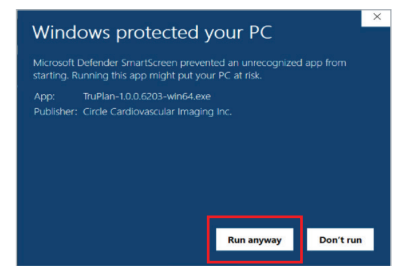 Windows protected your PC
Microsoft Defender SmartScreen prevented an unrecognized app from
starting. Running this app might put your PC at risk.
App: TruPlan-1.0.0.6203-win64.exe
Publisher: Circle Cardiovascular Imaging Inc.
Run anyway Don't run